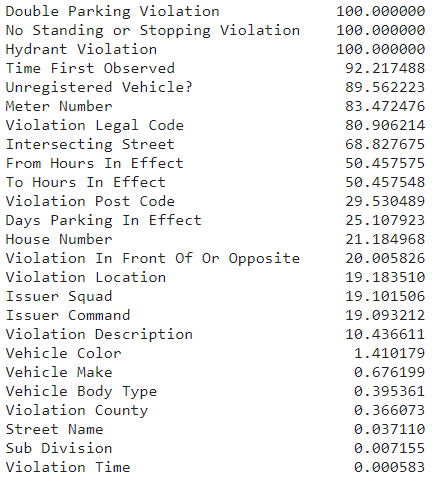 Double Parking Violation 100.000000
No Standing or Stopping Violation 100.000000
Hydrant Violation 100.000000
Time First Observed 92.217488
Unregistered Vehicle? 89.562223
Meter Number 83.472476
Violation Legal Code 80.906214
Intersecting Street 68.827675
From Hours In Effect 50.457575
To Hours In Effect 50.457548
Violation Post Code 29.530489
Days Parking In Effect 25.107923
House Number 21.184968
Violation In Front Of Or Opposite 20.005826
Violation Location 19.183510
Issuer Squad 19.101506
Issuer Command 19.093212
Violation Description 10.436611
Vehicle Color 1.410179
Vehicle Make 0.676199
Vehicle Body Type 0.395361
Violation County 0.366073
Street Name 0.037110
Sub Division 0.007155
Violation Time 0.000583